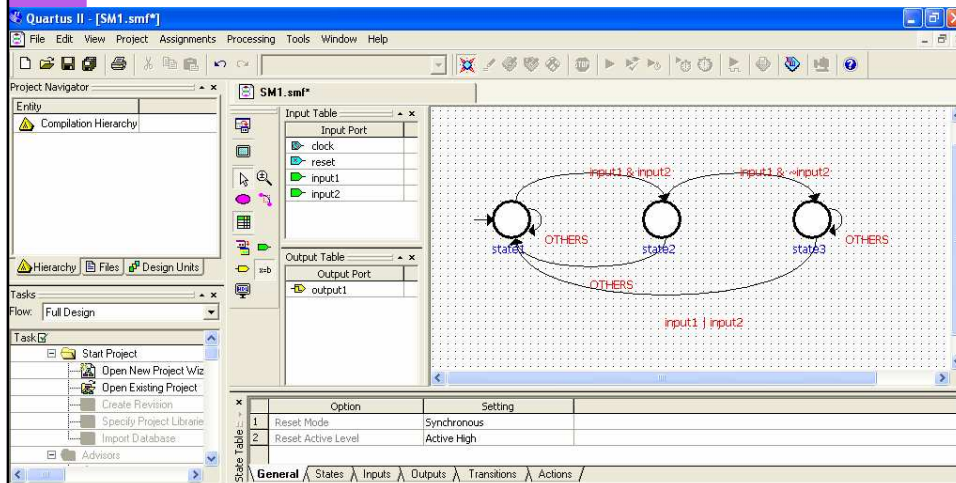 Quartus II - [SM1.smf*]
File Edit View Project Assignments Processing Tools Window Help
Project Navigator
Entity
Compilation Hierarchy
Hierarchy Files Design Units
Tasks
Flow: Full Design
Task
Start Project
Open New Project Wiz
Open Existing Project
Create Revision
Specify Project Librarie
Import Database
Advisors
SM1.smf*
Input Table
Input Port
clock
reset
input1
input2
Output Table
Output Port
output1
input1 & input2
input1 & ~input2
state1
OTHERS
state2
state3
OTHERS
OTHERS
input1 | input2
State Table
Option Setting
1 Reset Mode Synchronous
2 Reset Active Level Active High
General States Inputs Outputs Transitions Actions